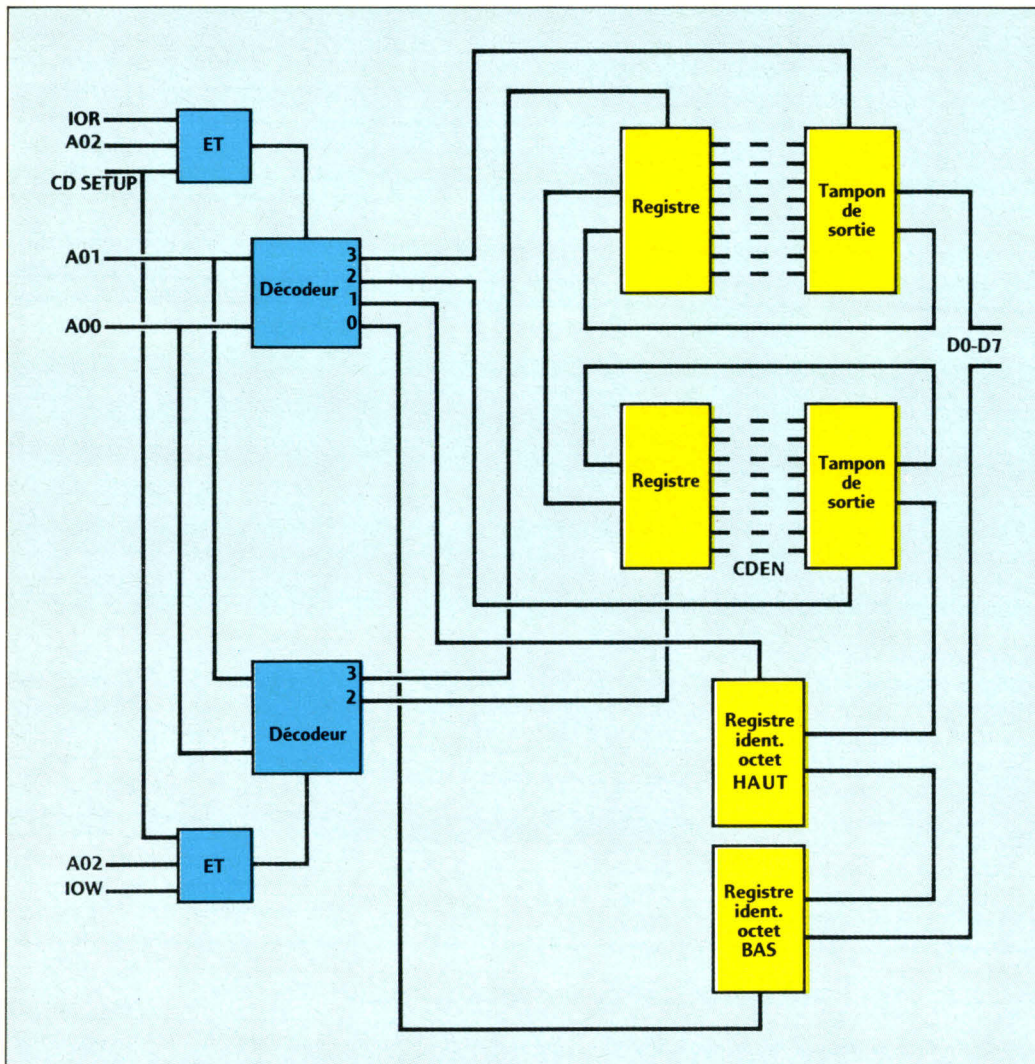 IOR
A02
CD SETUP
ET
A01
A00
Décodeur
3
2
1
0
Registre
Tampon
de
sortie
D0-D7
Registre
Tampon
de
sortie
CDEN
Décodeur
3
2
Registre
ident.
octet
HAUT
A02
IOW
ET
Registre
ident.
octet
BAS